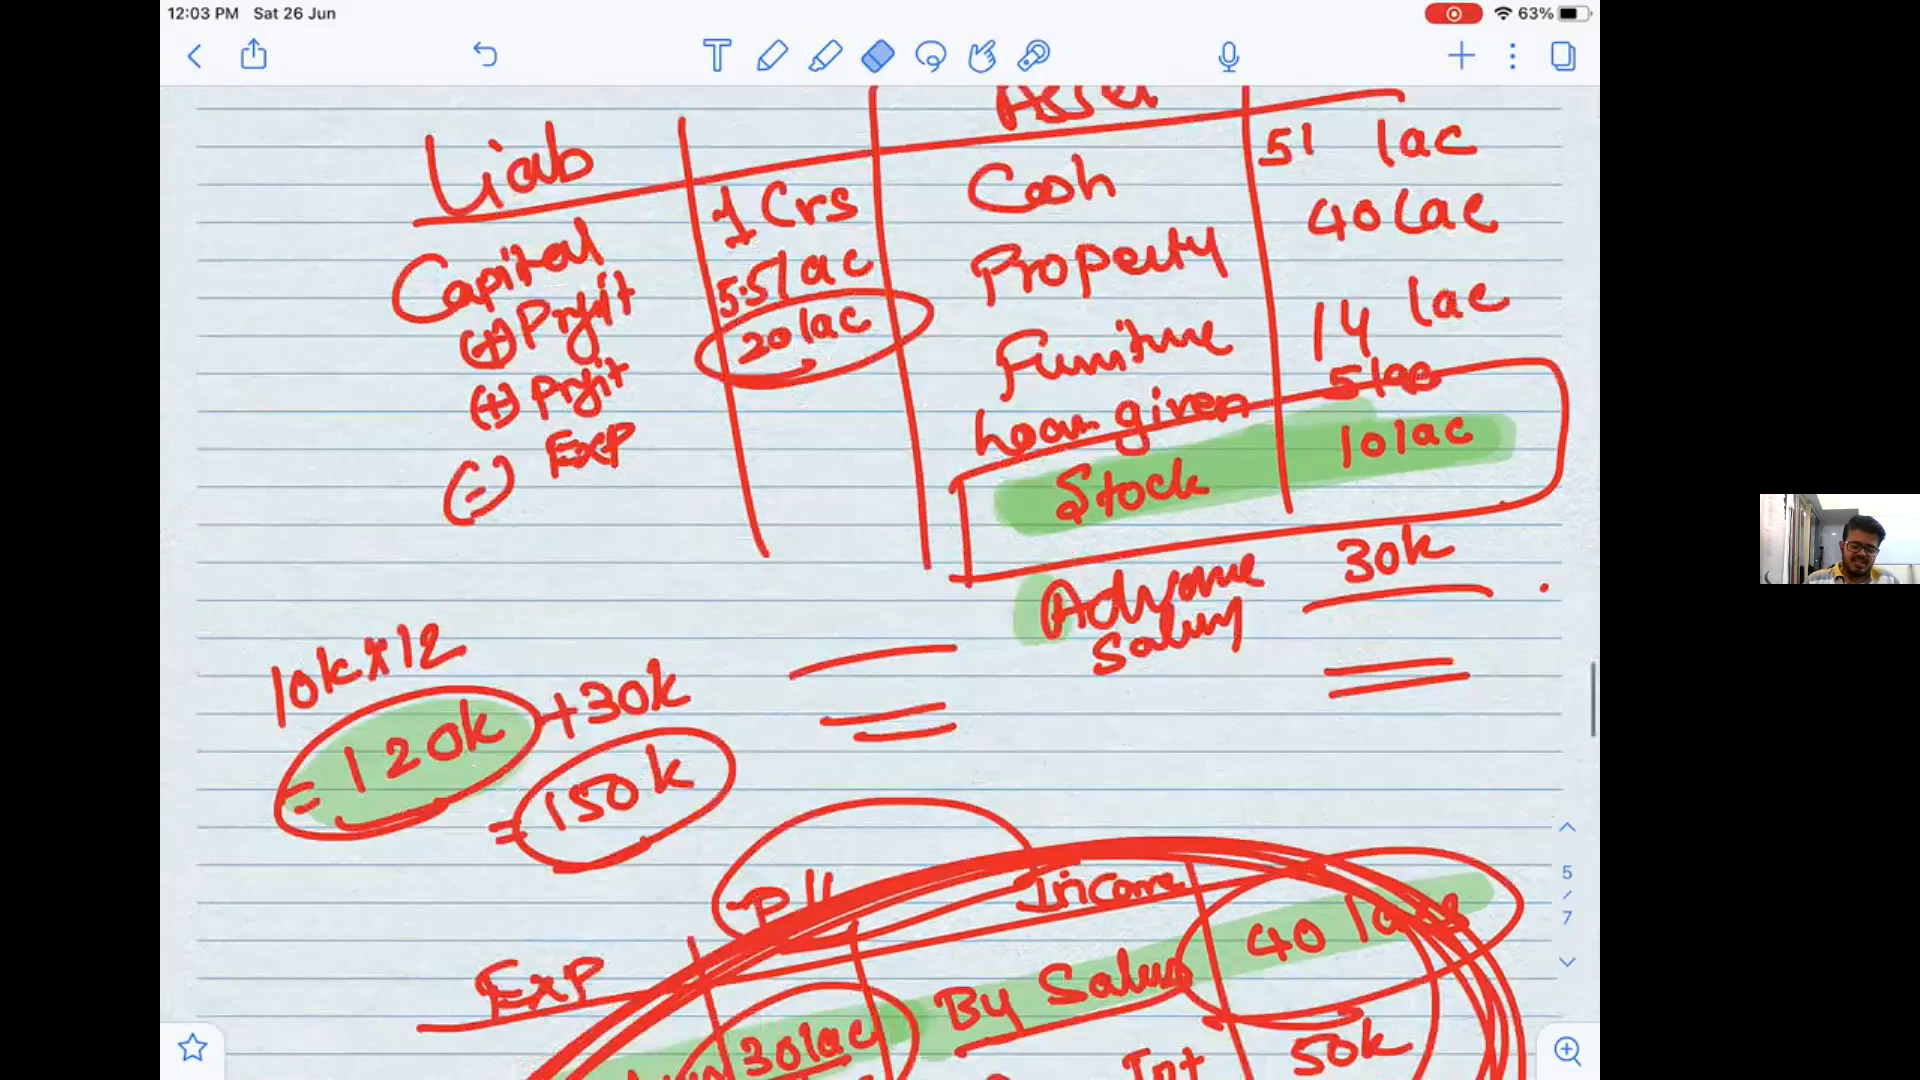 12:03 PM Sat 26 Jun
63%
T
Liab
Asset
Capital 1 Crs
(+) Profit 5.5 lac
(+) Profit 20 lac
(-) Exp
Cash 51 lac
Property 40 lac
Furniture 14 lac
Loan given 5 lac
Stock 10 lac
Advance 30k
Salary
10k x 12
= 120k + 30k
= 150k
P/L
Exp
Income
30 lac
By Sales 40 lac
Int 50k
5
/
7